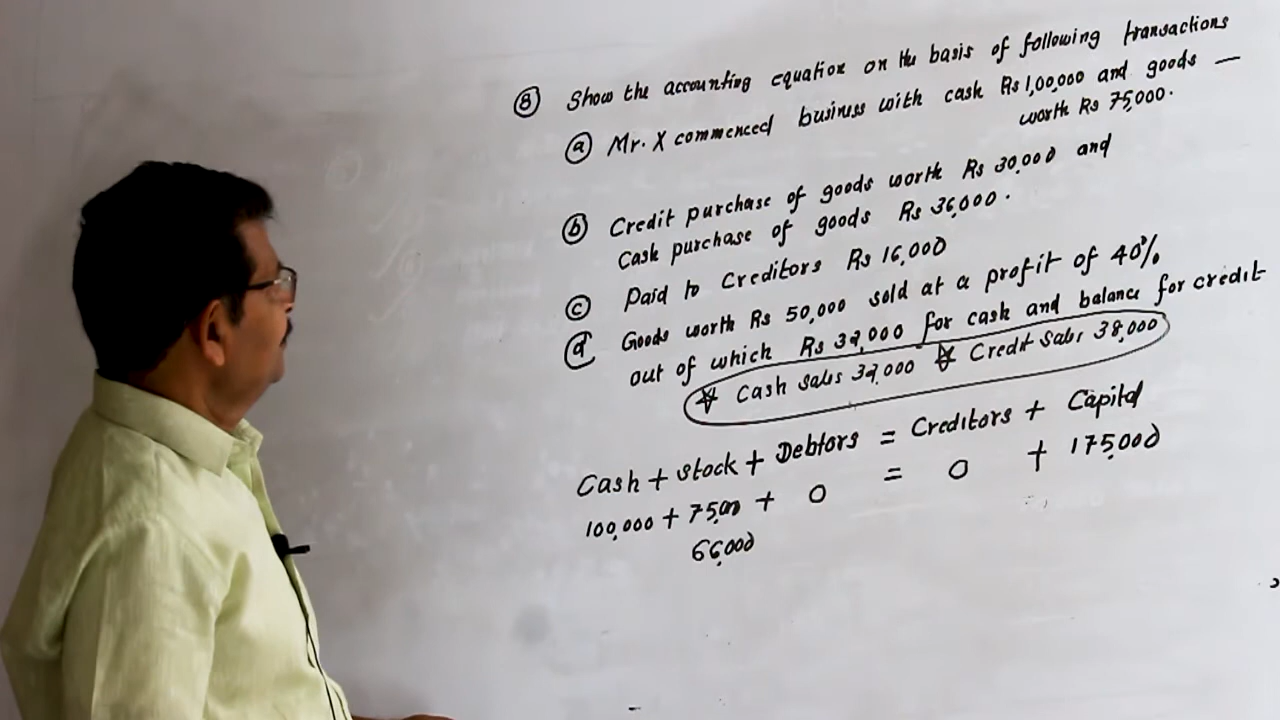 ⑧ Show the accounting equation on the basis of following transactions
ⓐ Mr. X commenced business with cash Rs 1,00,000 and goods —
worth Rs 75,000.
ⓑ Credit purchase of goods worth Rs 30,000 and
Cash purchase of goods Rs 36,000.
ⓒ Paid to Creditors Rs 16,000
ⓓ Goods worth Rs 50,000 sold at a profit of 40%
out of which Rs 32,000 for cash and balance for credit
☆ Cash Sales 32,000 ☆ Credit Sales 38,000
Cash + Stock + Debtors = Creditors + Capital
100,000 + 75,00 + 0 = 0 + 175,000
66,000